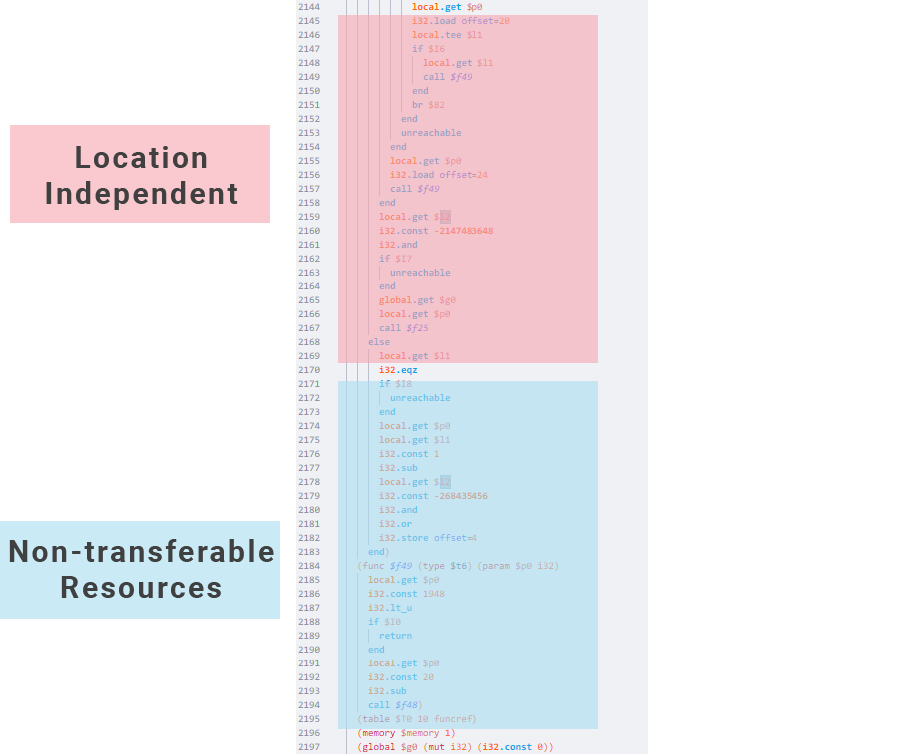 Location
Independent
Non-transferable
Resources
2144 local.get $p0
2145 i32.load offset=20
2146 local.tee $l1
2147 if $I6
2148 local.get $l1
2149 call $f49
2150 end
2151 br $B2
2152 end
2153 unreachable
2154 end
2155 local.get $p0
2156 i32.load offset=24
2157 call $f49
2158 end
2159 local.get $l2
2160 i32.const -2147483648
2161 i32.and
2162 if $I7
2163 unreachable
2164 end
2165 global.get $g0
2166 local.get $p0
2167 call $f25
2168 else
2169 local.get $l1
2170 i32.eqz
2171 if $I8
2172 unreachable
2173 end
2174 local.get $p0
2175 local.get $l1
2176 i32.const 1
2177 i32.sub
2178 local.get $l2
2179 i32.const -268435456
2180 i32.and
2181 i32.or
2182 i32.store offset=4
2183 end)
2184 (func $f49 (type $t6) (param $p0 i32)
2185 local.get $p0
2186 i32.const 1948
2187 i32.lt_u
2188 if $I0
2189 return
2190 end
2191 local.get $p0
2192 i32.const 20
2193 i32.sub
2194 call $f48)
2195 (table $T0 10 funcref)
2196 (memory $memory 1)
2197 (global $g0 (mut i32) (i32.const 0))